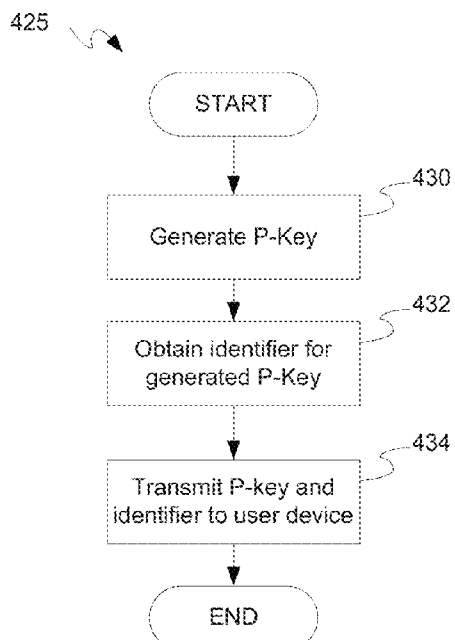 425
START
430
Generate P-Key
432
Obtain identifier for
generated P-Key
434
Transmit P-key and
identifier to user device
END